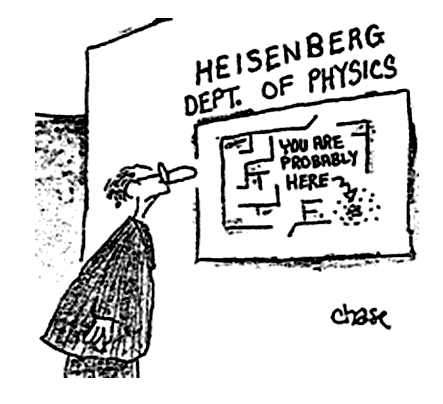 HEISENBERG
DEPT. OF PHYSICS
YOU ARE
PROBABLY
HERE
chase